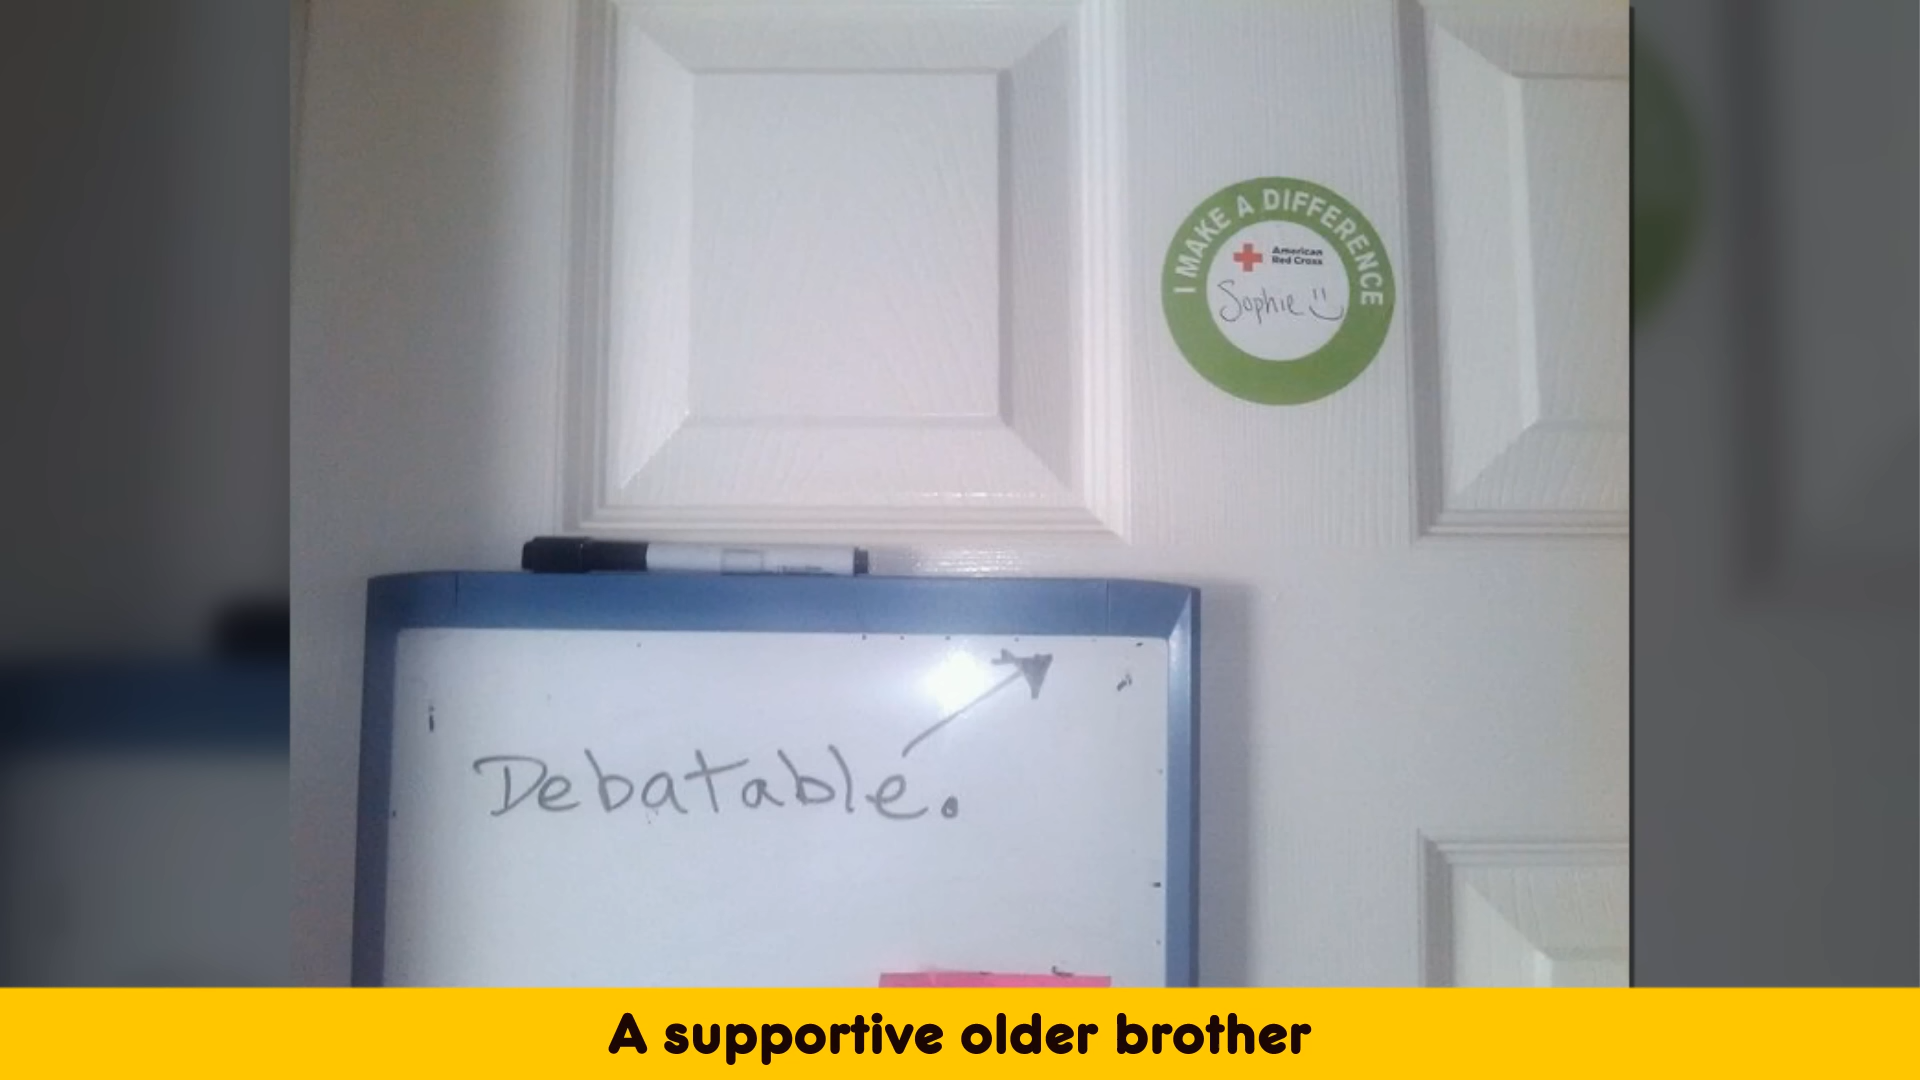 I MAKE A DIFFERENCE
American
Red Cross
Sophie
Debatable.
A supportive older brother